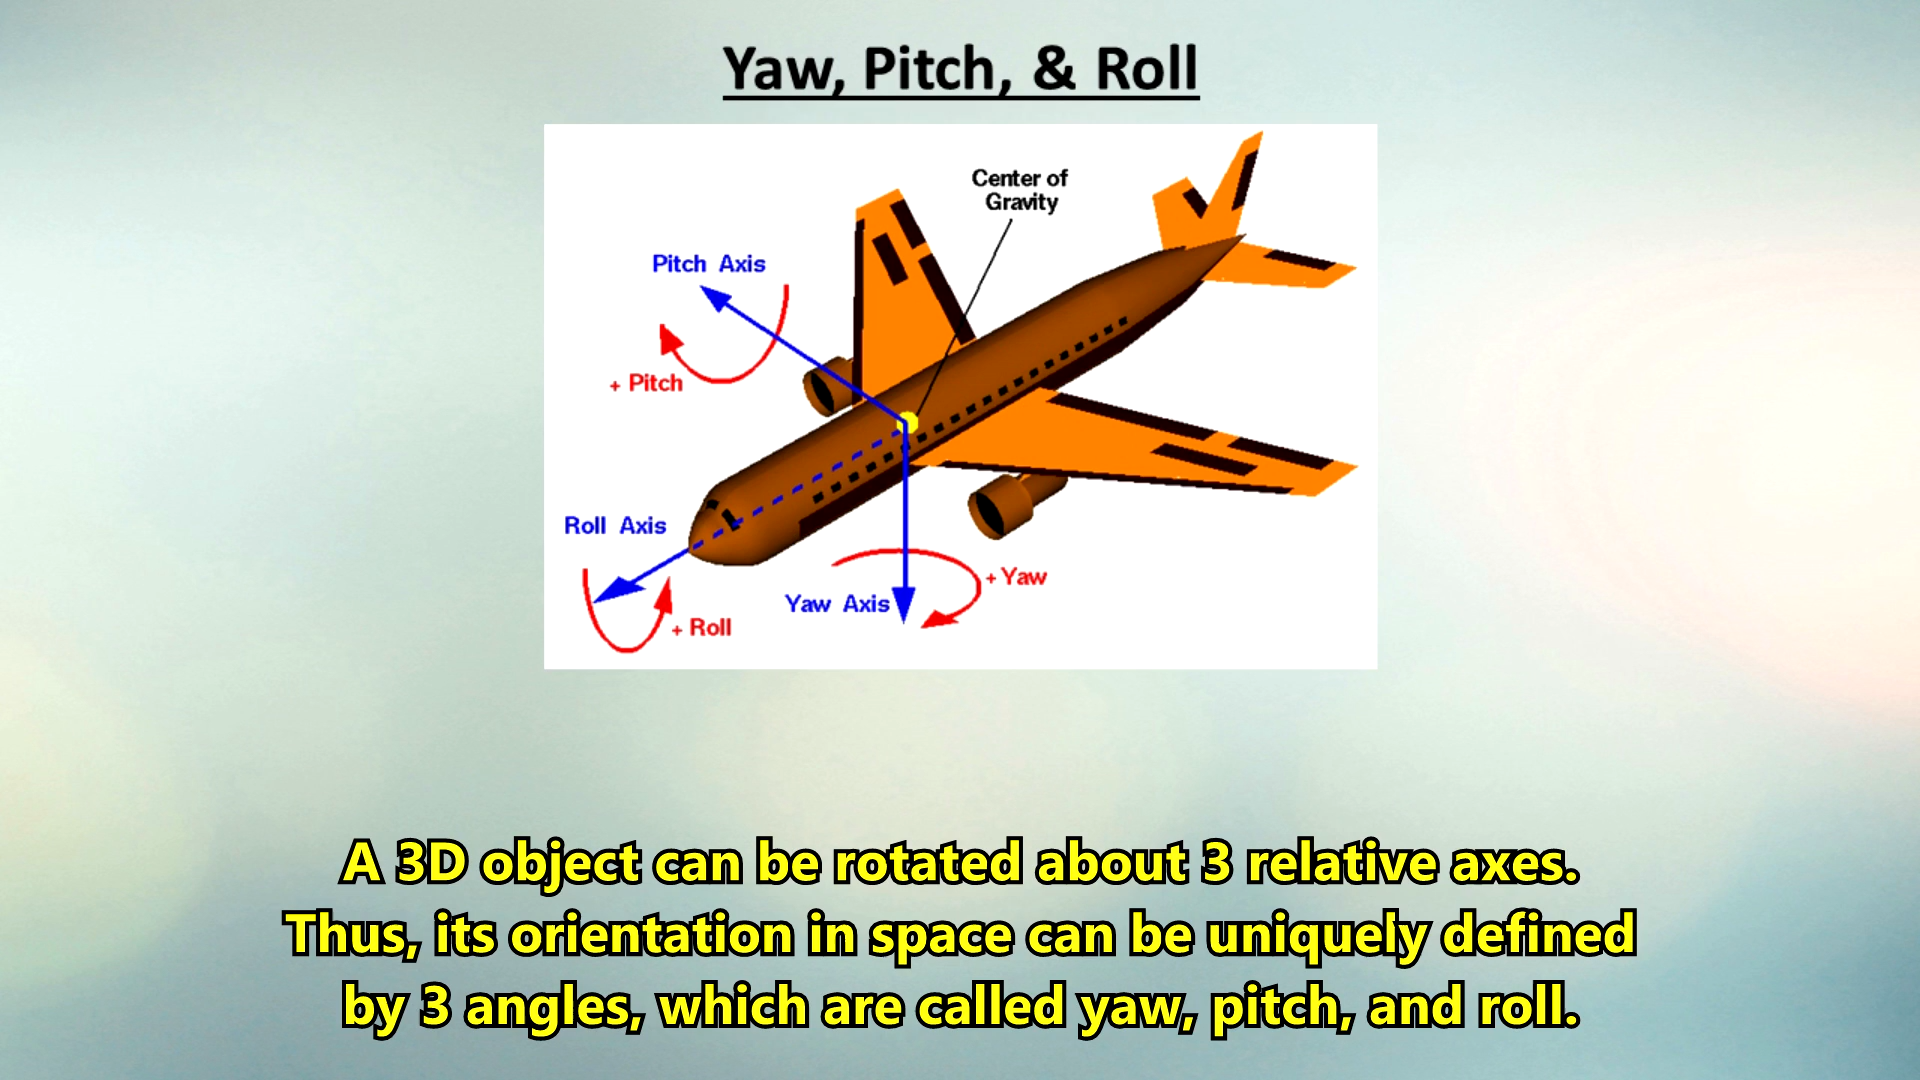 Yaw, Pitch, & Roll
Center of
Gravity
Pitch Axis
+ Pitch
Roll Axis
+ Yaw
Yaw Axis
+ Roll
A 3D object can be rotated about 3 relative axes.
Thus, its orientation in space can be uniquely defined
by 3 angles, which are called yaw, pitch, and roll.